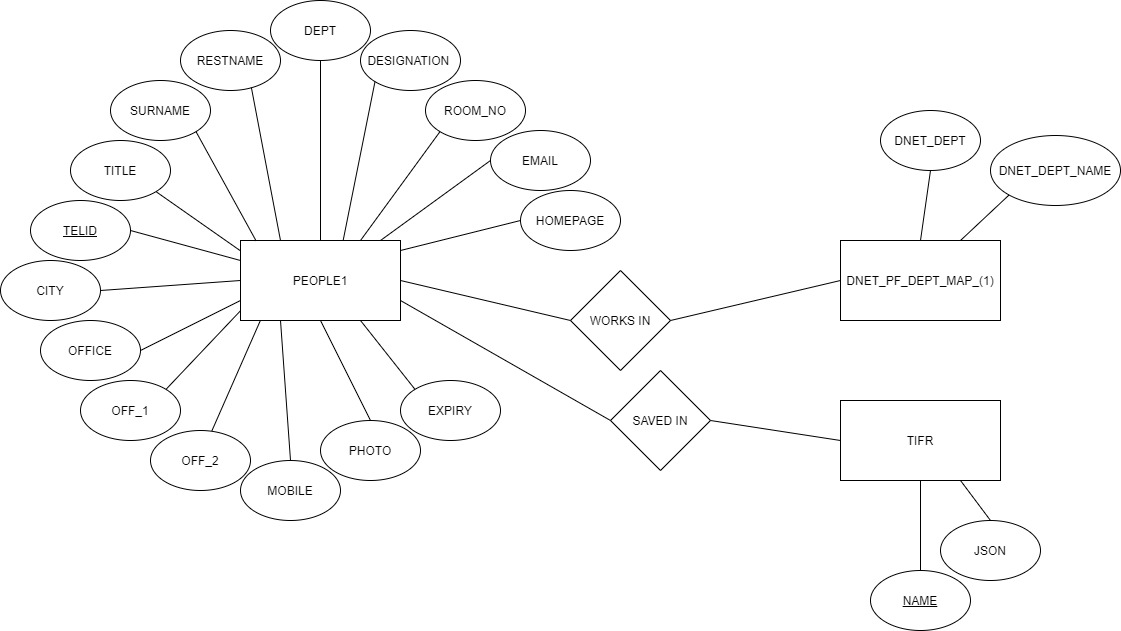 DEPT
RESTNAME
DESIGNATION
SURNAME
ROOM_NO
DNET_DEPT
EMAIL
TITLE
DNET_DEPT_NAME
HOMEPAGE
TELID
PEOPLE1
DNET_PF_DEPT_MAP_(1)
CITY
WORKS IN
OFFICE
OFF_1
EXPIRY
SAVED IN
TIFR
PHOTO
OFF_2
MOBILE
JSON
NAME